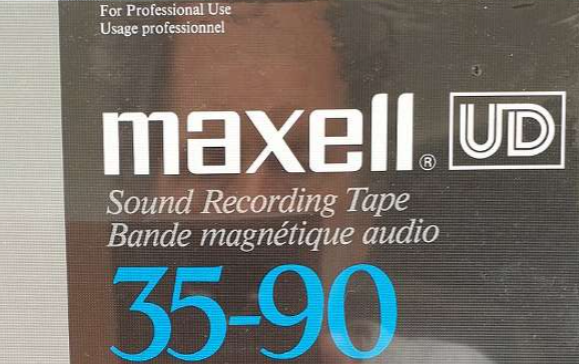 For Professional Use
Usage professionnel
maxell® UD
Sound Recording Tape
Bande magnétique audio
35-90